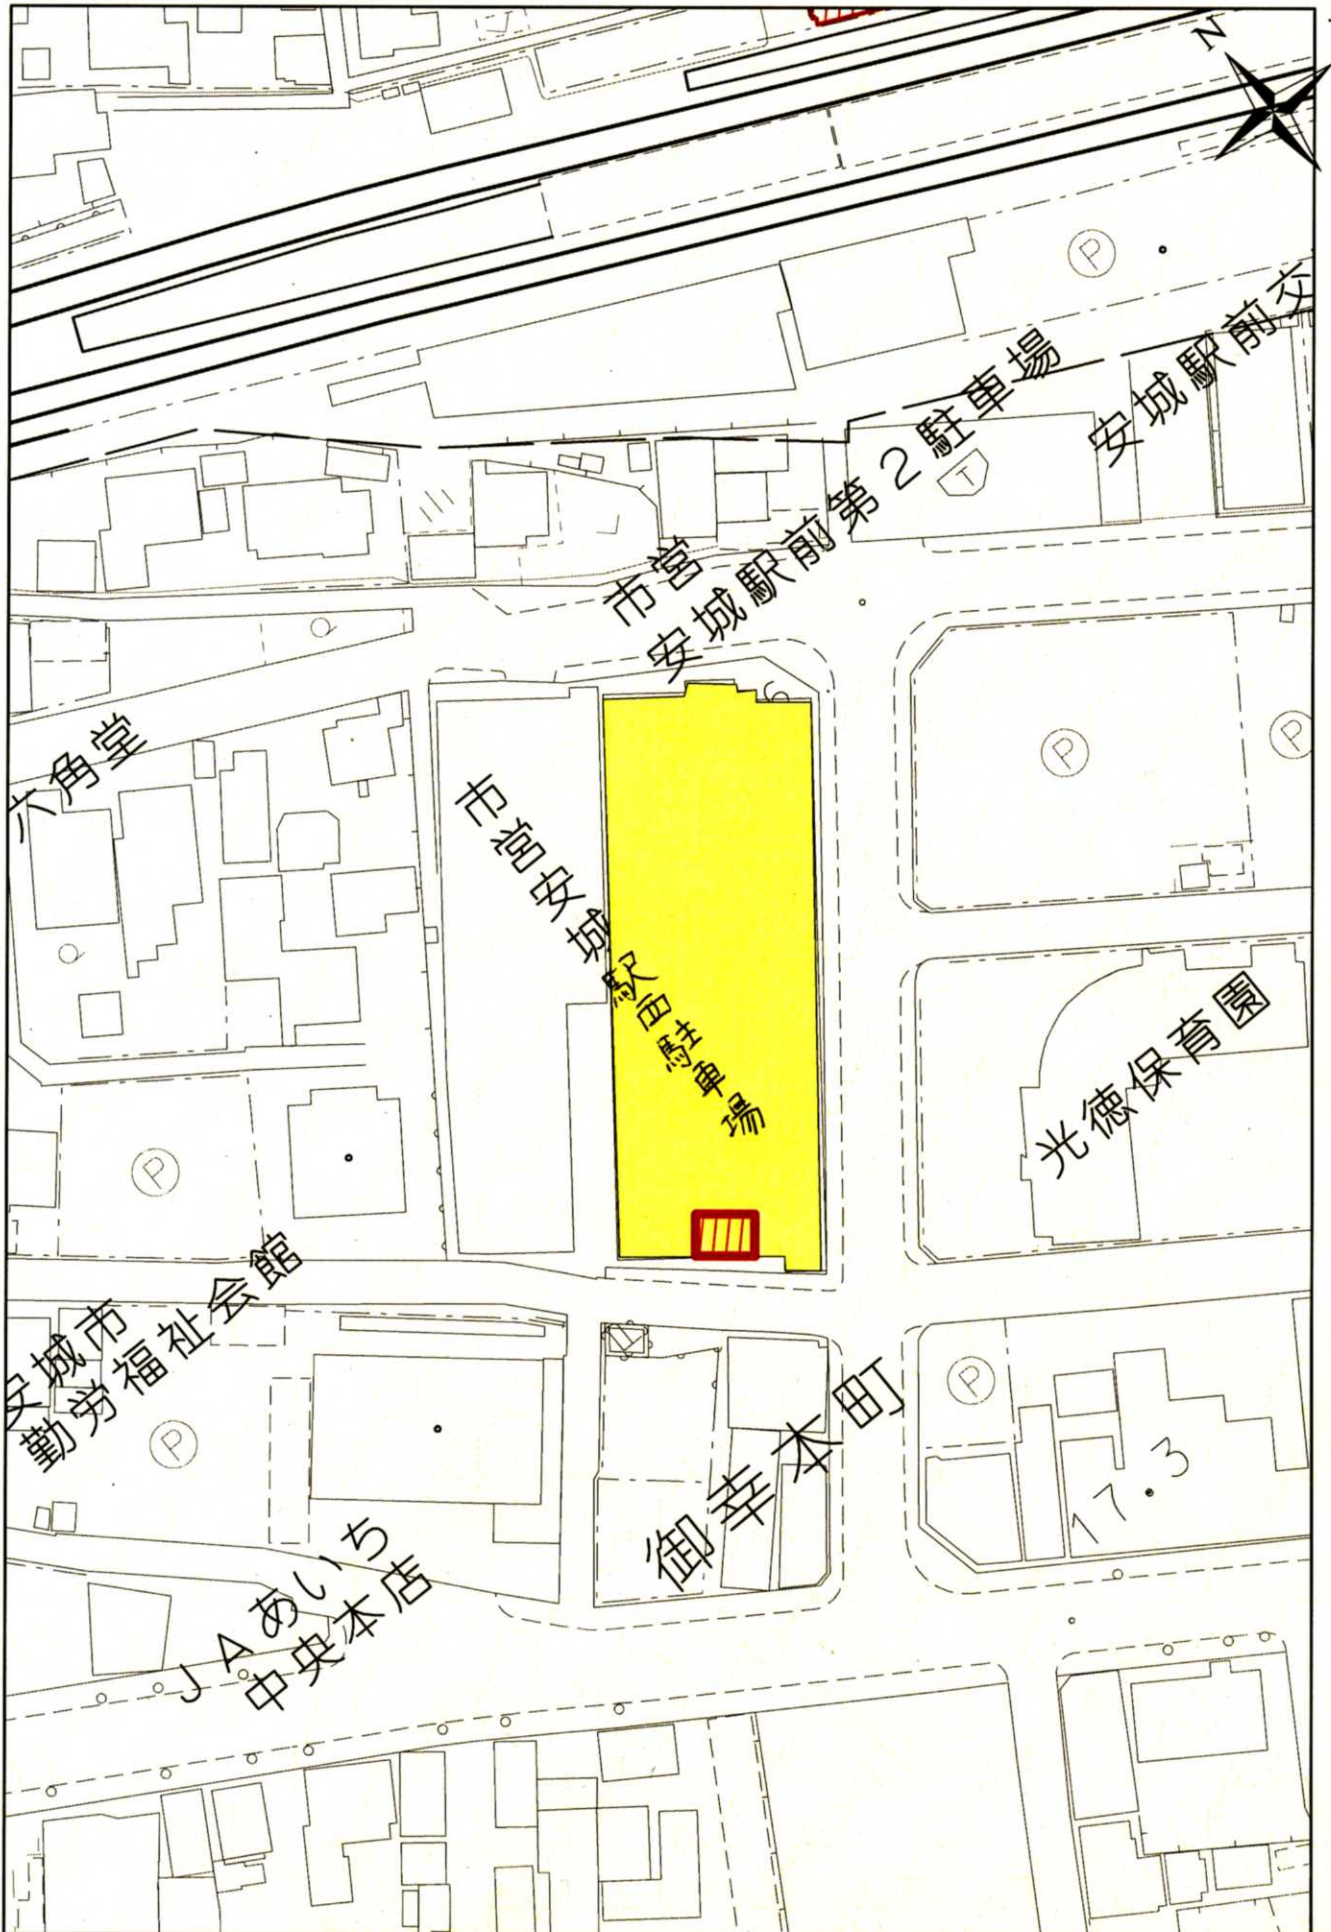 N
Ⓟ
安城駅前交
市営
安城駅前第2駐車場
T
六角堂
Ⓟ
Ⓟ
市営安城駅西駐車場
光徳保育園
Ⓟ
安城市
勤労福祉会館
Ⓟ
御幸本町
Ⓟ
17.3
JAあいち
中央本店